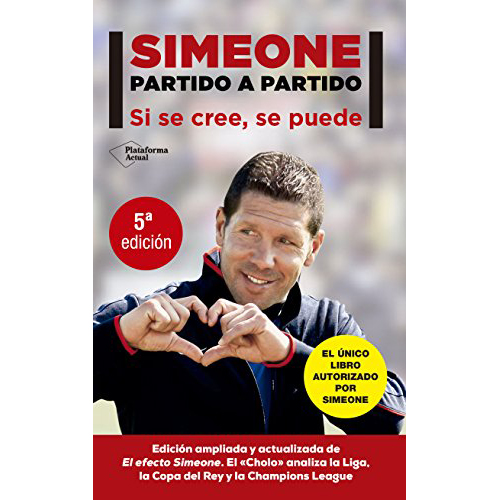 SIMEONE
PARTIDO A PARTIDO
Si se cree, se puede
Plataforma
Actual
5ª
edición
EL ÚNICO
LIBRO
AUTORIZADO
POR
SIMEONE
Edición ampliada y actualizada de
El efecto Simeone. El «Cholo» analiza la Liga,
la Copa del Rey y la Champions League